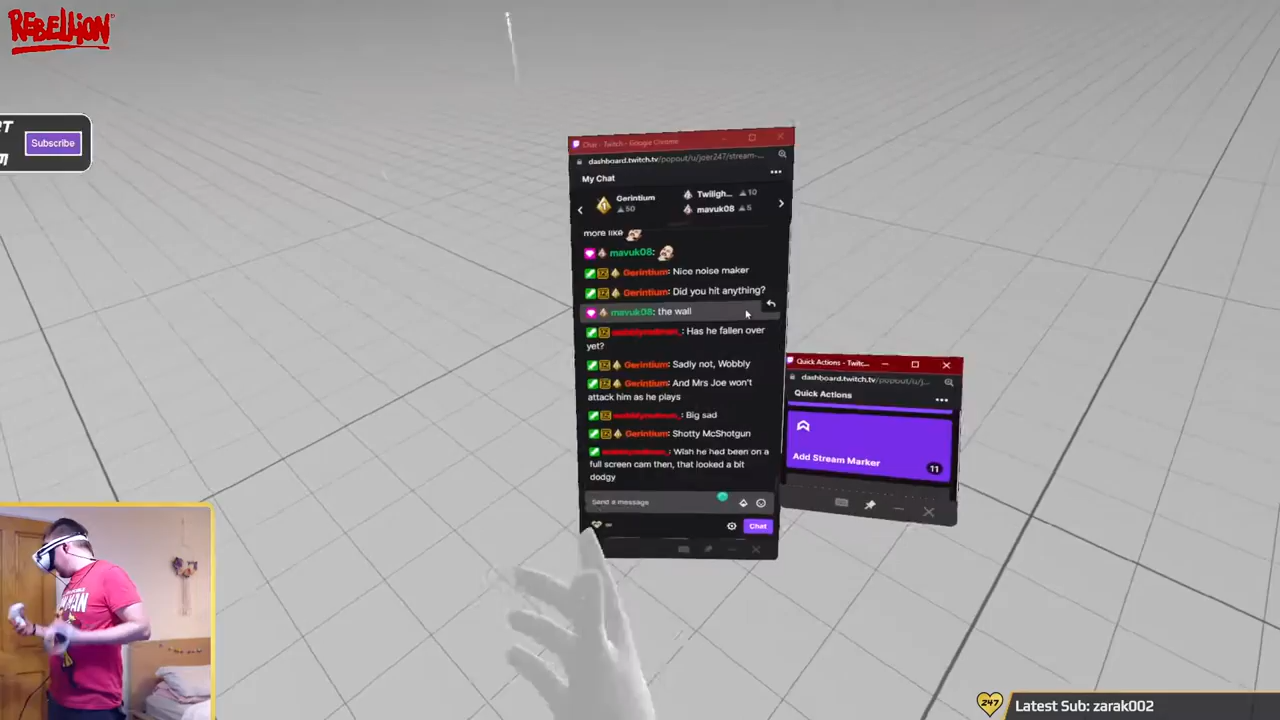 REBELLION
Subscribe
Chat - Twitch - Google Chrome
dashboard.twitch.tv/popout/u/joer247/stream-...
My Chat
Gerintium
50
Twiligh... 10
mavuk08 5
more like
mavuk08:
Gerintium: Nice noise maker
Gerintium: Did you hit anything?
mavuk08: the wall
: Has he fallen over
yet?
Gerintium: Sadly not, Wobbly
Gerintium: And Mrs Joe won't
attack him as he plays
: Big sad
Gerintium: Shotty McShotgun
: Wish he had been on a
full screen cam then, that looked a bit
dodgy
Send a message
Chat
Quick Actions - Twitc...
dashboard.twitch.tv/popout/u/j...
Quick Actions
Add Stream Marker
11
247
Latest Sub: zarak002